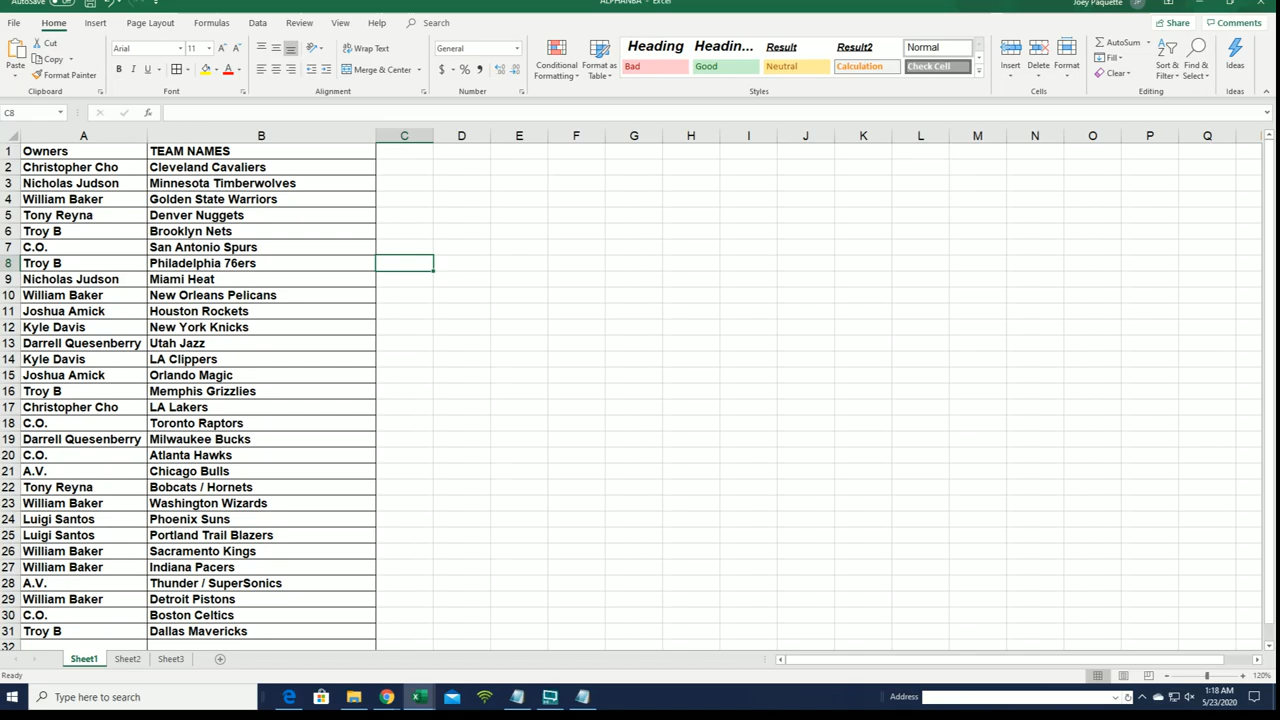 AutoSave Off ALPHANBA - Excel Joey Paquette JP
File Home Insert Page Layout Formulas Data Review View Help Search Share Comments
Paste Cut Copy Format Painter Clipboard
Arial 11 A A B I U A Font
Wrap Text Merge & Center Alignment
General $ % , Number
Conditional Formatting Format as Table
Heading Headin... Result Result2 Normal
Bad Good Neutral Calculation Check Cell
Styles
Insert Delete Format Cells
AutoSum Fill Clear Sort & Filter Find & Select Editing
Ideas Ideas
C8 fx
A B C D E F G H I J K L M N O P Q
1 Owners TEAM NAMES
2 Christopher Cho Cleveland Cavaliers
3 Nicholas Judson Minnesota Timberwolves
4 William Baker Golden State Warriors
5 Tony Reyna Denver Nuggets
6 Troy B Brooklyn Nets
7 C.O. San Antonio Spurs
8 Troy B Philadelphia 76ers
9 Nicholas Judson Miami Heat
10 William Baker New Orleans Pelicans
11 Joshua Amick Houston Rockets
12 Kyle Davis New York Knicks
13 Darrell Quesenberry Utah Jazz
14 Kyle Davis LA Clippers
15 Joshua Amick Orlando Magic
16 Troy B Memphis Grizzlies
17 Christopher Cho LA Lakers
18 C.O. Toronto Raptors
19 Darrell Quesenberry Milwaukee Bucks
20 C.O. Atlanta Hawks
21 A.V. Chicago Bulls
22 Tony Reyna Bobcats / Hornets
23 William Baker Washington Wizards
24 Luigi Santos Phoenix Suns
25 Luigi Santos Portland Trail Blazers
26 William Baker Sacramento Kings
27 William Baker Indiana Pacers
28 A.V. Thunder / SuperSonics
29 William Baker Detroit Pistons
30 C.O. Boston Celtics
31 Troy B Dallas Mavericks
32
Sheet1 Sheet2 Sheet3
Ready 120%
Type here to search Address 1:18 AM
5/23/2020